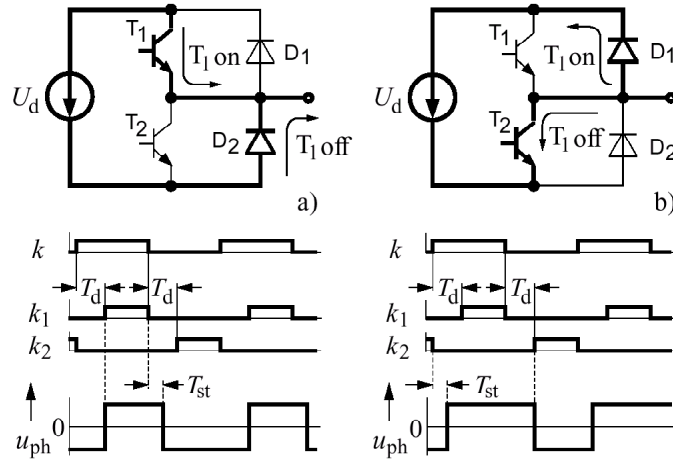 T1
T1 on
D1
Ud
T2
D2
T1 off
a)
T1
T1 on
D1
Ud
T2
T1 off
D2
b)
k
Td
Td
k1
k2
Tst
0
uph
k
Td
Td
k1
k2
Tst
0
uph